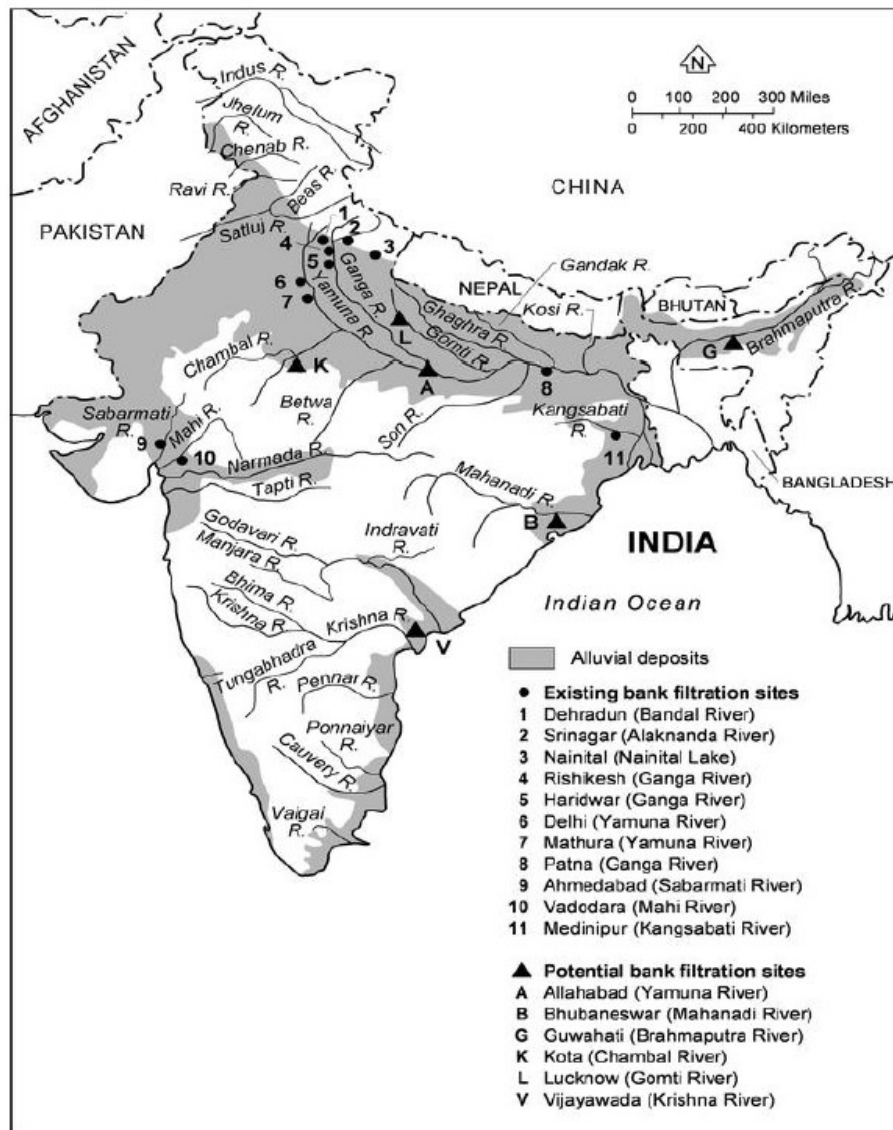 AFGHANISTAN
Indus R.
Jhelum
R.
Chenab R.
Ravi R.
Beas R.
Satluj R.
PAKISTAN
N
0 100 200 300 Miles
0 200 400 Kilometers
CHINA
1
2
3
4
5
6
7
Yamuna R.
Ganga R.
L
Gomti R.
Ghaghra R.
NEPAL
Gandak R.
Kosi R.
BHUTAN
Brahmaputra R.
G
Chambal R.
K
A
8
Betwa
R.
Son R.
Kangsabati
R.
11
Sabarmati
R.
Mahi R.
9
10
Narmada R.
Tapti R.
BANGLADESH
Mahanadi R.
B
INDIA
Godavari R.
Manjara R.
Indravati
R.
Bhima R.
Krishna R.
Krishna R.
V
Indian Ocean
Tungabhadra
R.
Pennar R.
Ponnaiyar
R.
Cauvery R.
Vaigai
R.
Alluvial deposits
Existing bank filtration sites
1 Dehradun (Bandal River)
2 Srinagar (Alaknanda River)
3 Nainital (Nainital Lake)
4 Rishikesh (Ganga River)
5 Haridwar (Ganga River)
6 Delhi (Yamuna River)
7 Mathura (Yamuna River)
8 Patna (Ganga River)
9 Ahmedabad (Sabarmati River)
10 Vadodara (Mahi River)
11 Medinipur (Kangsabati River)
Potential bank filtration sites
A Allahabad (Yamuna River)
B Bhubaneswar (Mahanadi River)
G Guwahati (Brahmaputra River)
K Kota (Chambal River)
L Lucknow (Gomti River)
V Vijayawada (Krishna River)